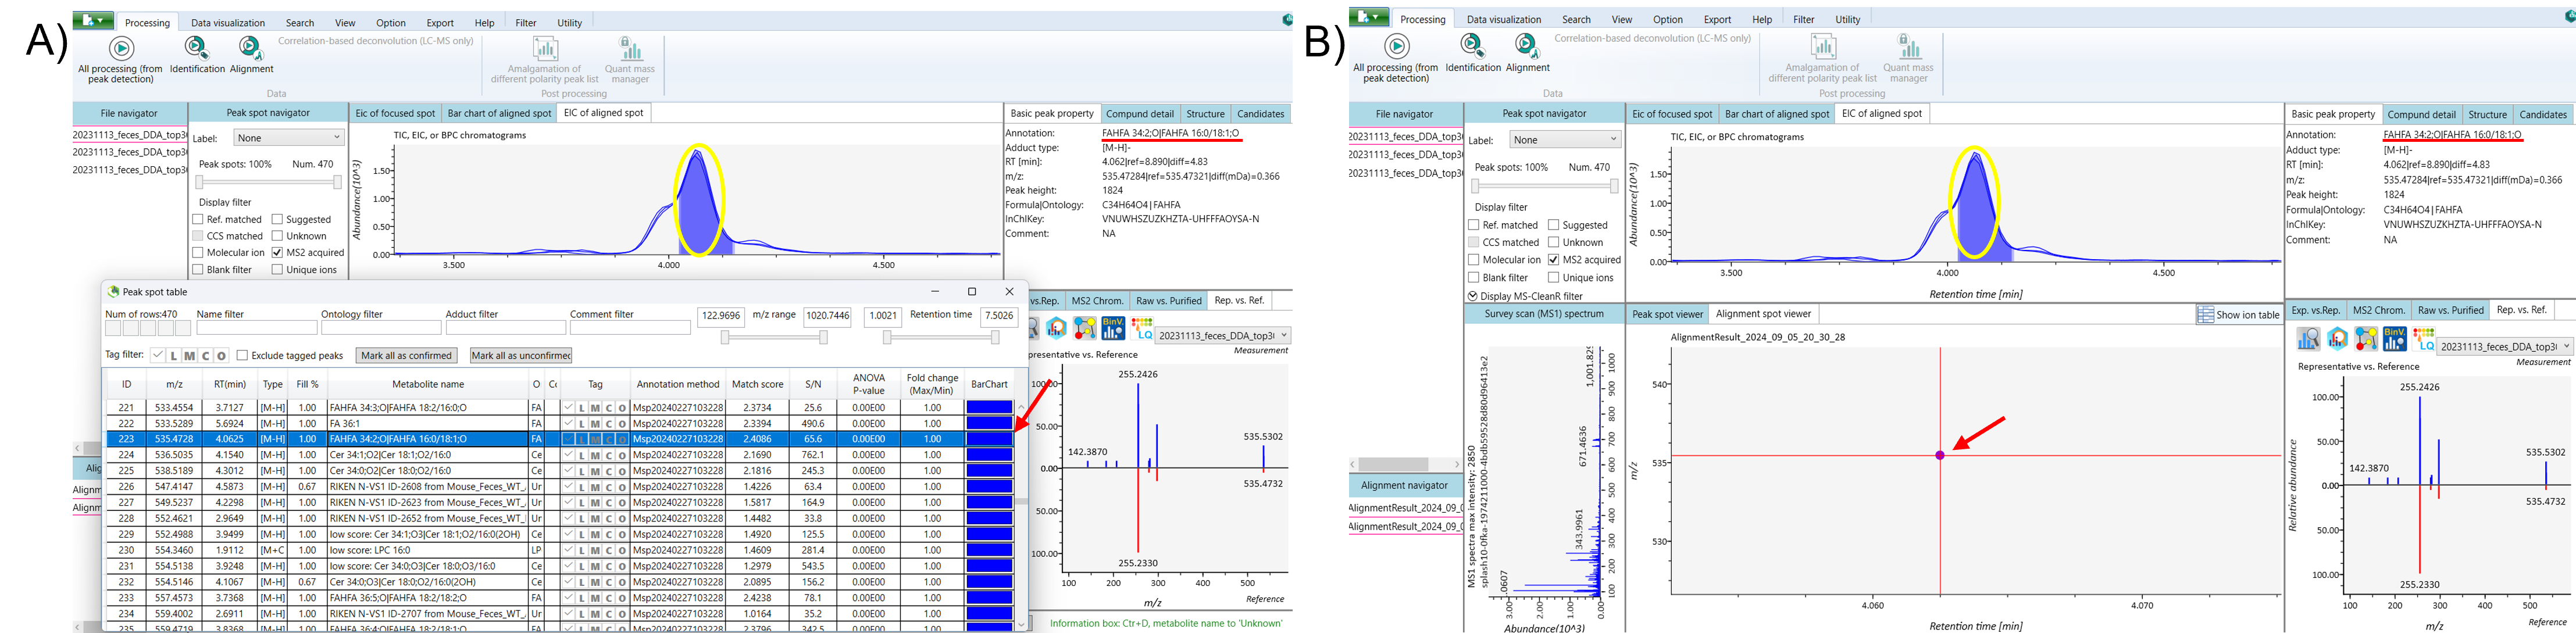 A)
Processing Data visualization Search View Option Export Help Filter Utility
All processing (from peak detection)
Identification
Alignment
Correlation-based deconvolution (LC-MS only)
Data
Amalgamation of different polarity peak list
Quant mass manager
Post processing
File navigator
20231113_feces_DDA_top3
20231113_feces_DDA_top3
20231113_feces_DDA_top3
Peak spot navigator
Label: None
Peak spots: 100% Num. 470
Display filter
Ref. matched Suggested
CCS matched Unknown
Molecular ion MS2 acquired
Blank filter Unique ions
Eic of focused spot Bar chart of aligned spot EIC of aligned spot
TIC, EIC, or BPC chromatograms
Abundance(10^3)
1.50
1.00
0.50
0.00
3.500 4.000 4.500
Basic peak property Compund detail Structure Candidates
Annotation: FAHFA 34:2;O|FAHFA 16:0/18:1;O
Adduct type: [M-H]-
RT [min]: 4.062|ref=8.890|diff=4.83
m/z: 535.47284|ref=535.47321|diff(mDa)=0.366
Peak height: 1824
Formula|Ontology: C34H64O4|FAHFA
InChIKey: VNUWHSZUZKHZTA-UHFFFAOYSA-N
Comment: NA
Peak spot table
Num of rows:470 Name filter Ontology filter Adduct filter Comment filter 122.9696 m/z range 1020.7446 1.0021 Retention time 7.5026
Tag filter: L M C O Exclude tagged peaks Mark all as confirmed Mark all as unconfirmed
ID m/z RT(min) Type Fill % Metabolite name O Cc Tag Annotation method Match score S/N ANOVA P-value Fold change (Max/Min) BarChart
221 533.4554 3.7127 [M-H] 1.00 FAHFA 34:3;O|FAHFA 18:2/16:0;O FA L M C O Msp20240227103228 2.3734 25.6 0.00E00 1.00
222 533.5289 5.6924 [M-H] 1.00 FA 36:1 FA L M C O Msp20240227103228 2.3394 490.6 0.00E00 1.00
223 535.4728 4.0625 [M-H] 1.00 FAHFA 34:2;O|FAHFA 16:0/18:1;O FA L M C O Msp20240227103228 2.4086 65.6 0.00E00 1.00
224 536.5035 4.1540 [M-H] 1.00 Cer 34:1;O2|Cer 18:1;O2/16:0 Ce L M C O Msp20240227103228 2.1690 762.1 0.00E00 1.00
225 538.5189 4.3012 [M-H] 1.00 Cer 34:0;O2|Cer 18:0;O2/16:0 Ce L M C O Msp20240227103228 2.1816 245.3 0.00E00 1.00
226 547.4147 4.5873 [M-H] 0.67 RIKEN N-VS1 ID-2608 from Mouse_Feces_WT_ Ur L M C O Msp20240227103228 1.4226 63.4 0.00E00 1.00
227 549.5237 4.2298 [M-H] 1.00 RIKEN N-VS1 ID-2623 from Mouse_Feces_WT_ Ur L M C O Msp20240227103228 1.5817 164.9 0.00E00 1.00
228 552.4621 2.9649 [M-H] 1.00 RIKEN N-VS1 ID-2652 from Mouse_Feces_WT_ Ur L M C O Msp20240227103228 1.4482 33.8 0.00E00 1.00
229 552.4988 3.9499 [M-H] 1.00 low score: Cer 34:1;O3|Cer 18:1;O2/16:0(2OH) Ce L M C O Msp20240227103228 1.4920 125.5 0.00E00 1.00
230 554.3460 1.9112 [M+C 1.00 low score: LPC 16:0 LP L M C O Msp20240227103228 1.4609 281.4 0.00E00 1.00
231 554.5138 3.9248 [M-H] 1.00 low score: Cer 34:0;O3|Cer 18:0;O3/16:0 Ce L M C O Msp20240227103228 1.2979 543.5 0.00E00 1.00
232 554.5146 4.1067 [M-H] 0.67 Cer 34:0;O3|Cer 18:0;O2/16:0(2OH) Ce L M C O Msp20240227103228 2.0895 156.2 0.00E00 1.00
233 557.4573 3.7368 [M-H] 1.00 FAHFA 36:5;O|FAHFA 18:2/18:2;O FA L M C O Msp20240227103228 2.4238 78.1 0.00E00 1.00
234 559.4002 2.6911 [M-H] 1.00 RIKEN N-VS1 ID-2707 from Mouse_Feces_WT_ Ur L M C O Msp20240227103228 1.0164 35.2 0.00E00 1.00
235 559.4719 3.8368 [M-H] 1.00 FAHFA 36:4;O|FAHFA 18:2/18:1;O FA L M C O Msp20240227103228 2.3796 342.5 0.00E00 1.00
Alig
Alignm
Alignm
vs.Rep. MS2 Chrom. Raw vs. Purified Rep. vs. Ref.
BinV. LQ 20231113_feces_DDA_top3
presentative vs. Reference Measurement
100.00
50.00
0.00
50.00
100.00
255.2426
142.3870
535.5302
535.4732
255.2330
100 200 300 400 500
m/z
Reference
Information box: Ctr+D, metabolite name to 'Unknown'
B)
Processing Data visualization Search View Option Export Help Filter Utility
All processing (from peak detection)
Identification
Alignment
Correlation-based deconvolution (LC-MS only)
Data
Amalgamation of different polarity peak list
Quant mass manager
Post processing
File navigator
20231113_feces_DDA_top3
20231113_feces_DDA_top3
20231113_feces_DDA_top3
Peak spot navigator
Label: None
Peak spots: 100% Num. 470
Display filter
Ref. matched Suggested
CCS matched Unknown
Molecular ion MS2 acquired
Blank filter Unique ions
Display MS-CleanR filter
Eic of focused spot Bar chart of aligned spot EIC of aligned spot
TIC, EIC, or BPC chromatograms
Abundance(10^3)
1.50
1.00
0.50
0.00
3.500 4.000 4.500
Retention time [min]
Basic peak property Compund detail Structure Candidates
Annotation: FAHFA 34:2;O|FAHFA 16:0/18:1;O
Adduct type: [M-H]-
RT [min]: 4.062|ref=8.890|diff=4.83
m/z: 535.47284|ref=535.47321|diff(mDa)=0.366
Peak height: 1824
Formula|Ontology: C34H64O4|FAHFA
InChIKey: VNUWHSZUZKHZTA-UHFFFAOYSA-N
Comment: NA
Alignment navigator
AlignmentResult_2024_09_0
AlignmentResult_2024_09_0
Survey scan (MS1) spectrum
MS1 spectra max intensity: 2850
1,001.825
671.4636
343.9961
.0607
100 200 300 400 500 600 700 800 900 1000
3.00 2.00 1.00 0.00
Abundance(10^3)
Peak spot viewer Alignment spot viewer Show ion table
AlignmentResult_2024_09_05_20_30_28
m/z
540
535
530
4.060 4.070
Retention time [min]
Exp. vs.Rep. MS2 Chrom. Raw vs. Purified Rep. vs. Ref.
BinV. LQ 20231113_feces_DDA_top3
Representative vs. Reference Measurement
Relative abundance
100.00
50.00
0.00
50.00
100.00
255.2426
142.3870
535.5302
535.4732
255.2330
100 200 300 400 500
m/z
Reference